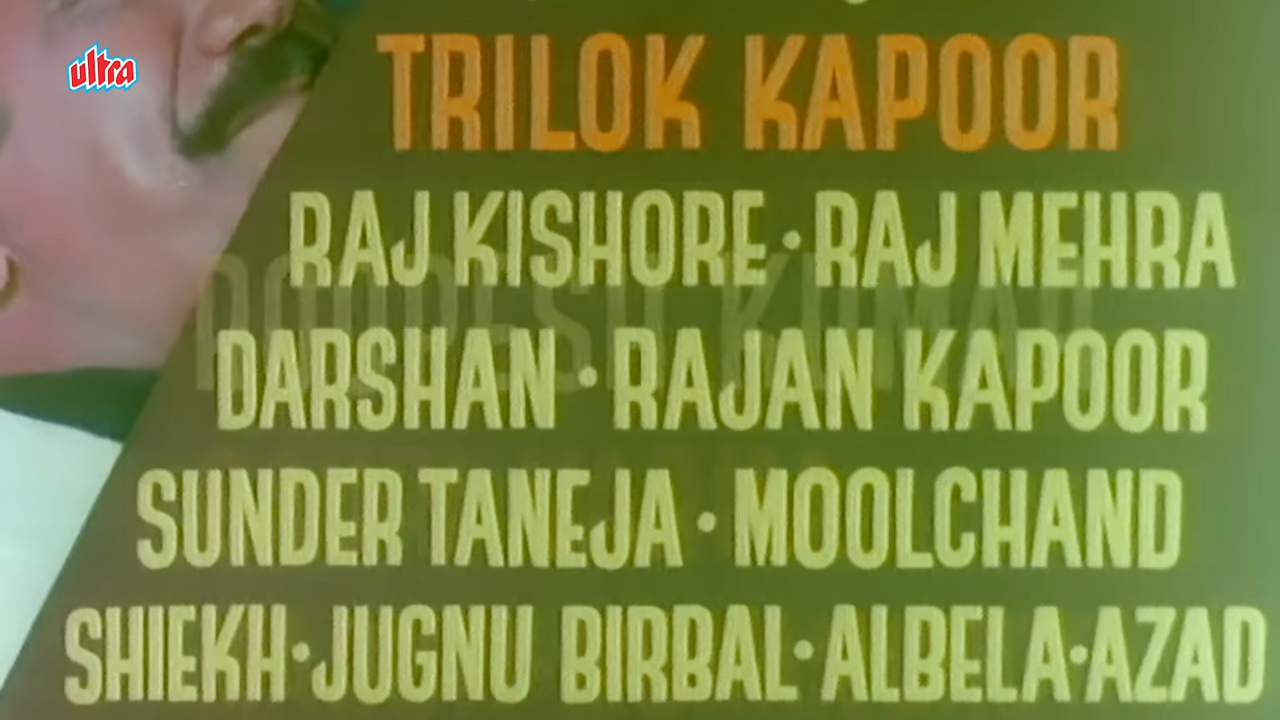 ultra
TRILOK KAPOOR
RAJ KISHORE · RAJ MEHRA
DARSHAN · RAJAN KAPOOR
SUNDER TANEJA · MOOLCHAND
SHIEKH · JUGNU BIRBAL · ALBELA · AZAD